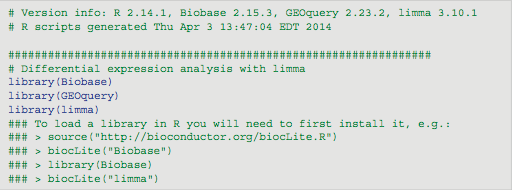 # Version info: R 2.14.1, Biobase 2.15.3, GEOquery 2.23.2, limma 3.10.1
# R scripts generated Thu Apr 3 13:47:04 EDT 2014
################################################################
# Differential expression analysis with limma
library(Biobase)
library(GEOquery)
library(limma)
### To load a library in R you will need to first install it, e.g.:
### > source("http://bioconductor.org/biocLite.R")
### > biocLite("Biobase")
### > library(Biobase)
### > biocLite("limma")